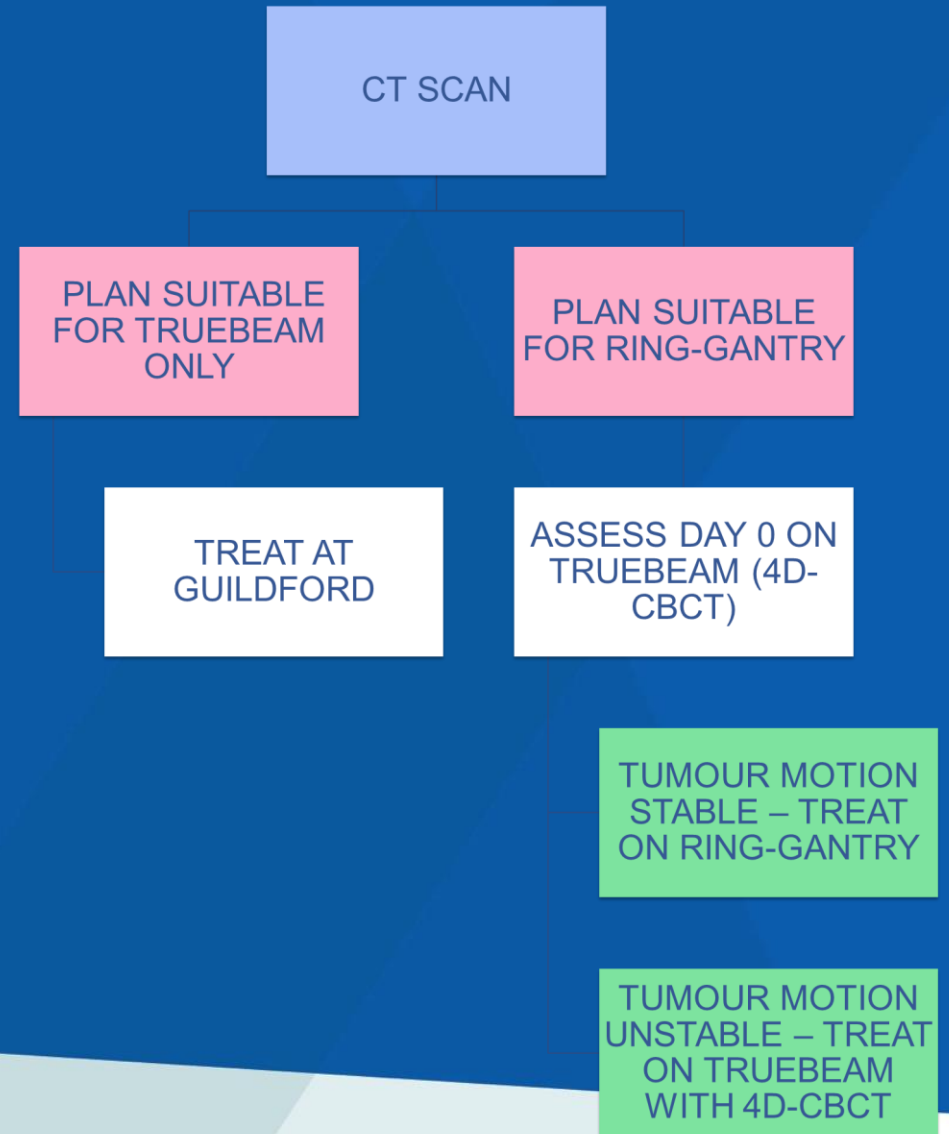 CT SCAN
PLAN SUITABLE
FOR TRUEBEAM
ONLY
PLAN SUITABLE
FOR RING-GANTRY
TREAT AT
GUILDFORD
ASSESS DAY 0 ON
TRUEBEAM (4D-
CBCT)
TUMOUR MOTION
STABLE – TREAT
ON RING-GANTRY
TUMOUR MOTION
UNSTABLE – TREAT
ON TRUEBEAM
WITH 4D-CBCT